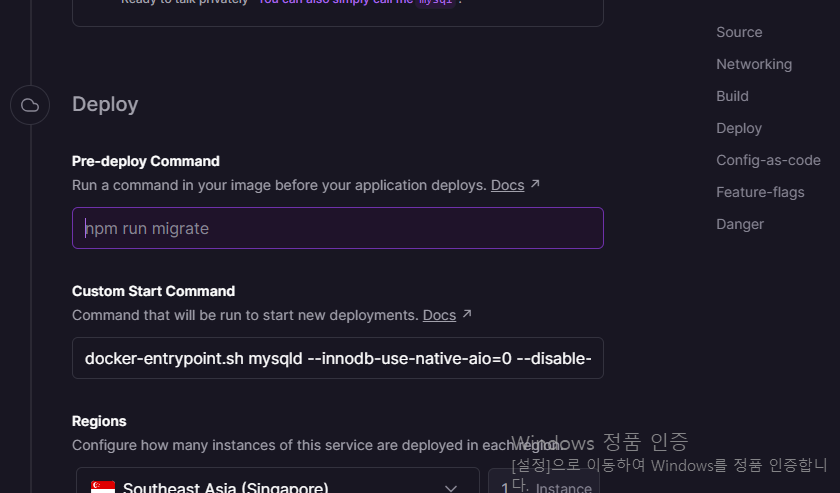 Ready to talk privately · You can also simply call me mysql .
Source
Networking
Build
Deploy
Config-as-code
Feature-flags
Danger
Deploy
Pre-deploy Command
Run a command in your image before your application deploys. Docs ↗
npm run migrate
Custom Start Command
Command that will be run to start new deployments. Docs ↗
docker-entrypoint.sh mysqld --innodb-use-native-aio=0 --disable-
Regions
Configure how many instances of this service are deployed in each region.
Southeast Asia (Singapore)
1 Instance
Windows 정품 인증
[설정]으로 이동하여 Windows를 정품 인증합니
다.